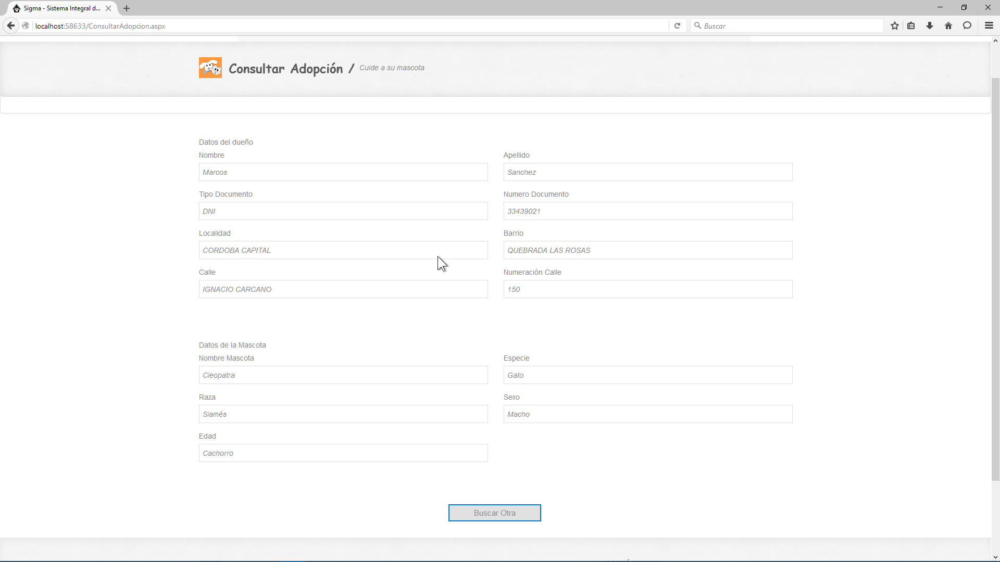 Sigma - Sistema Integral d...
localhost:58633/ConsultarAdopcion.aspx
Buscar
Consultar Adopción / Cuide a su mascota
Datos del dueño
Nombre
Apellido
Marcos
Sanchez
Tipo Documento
Numero Documento
DNI
33439021
Localidad
Barrio
CORDOBA CAPITAL
QUEBRADA LAS ROSAS
Calle
Numeración Calle
IGNACIO CARCANO
150
Datos de la Mascota
Nombre Mascota
Especie
Cleopatra
Gato
Raza
Sexo
Siamés
Macho
Edad
Cachorro
Buscar Otra